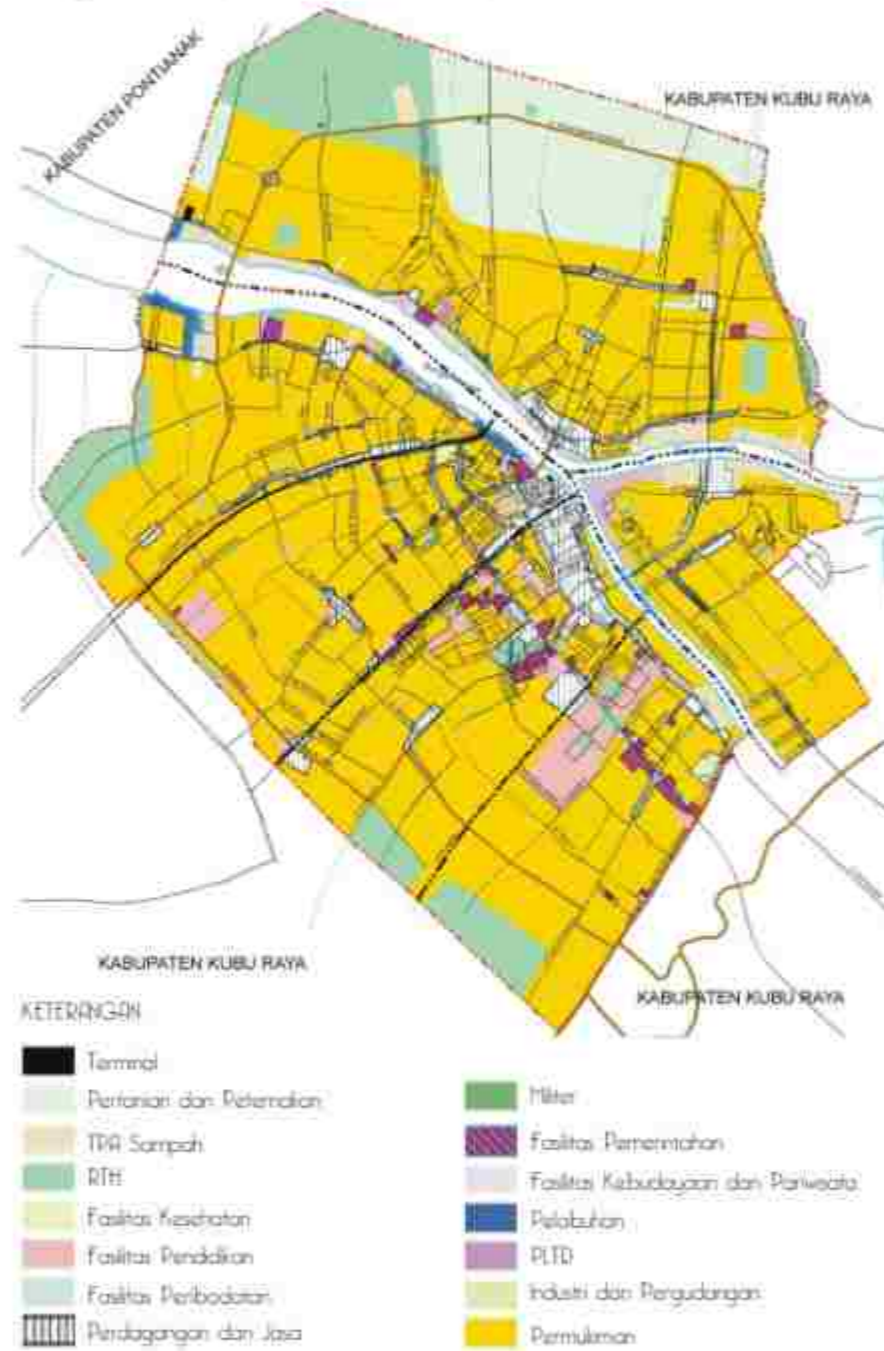 KABUPATEN PONTIANAK
KABUPATEN KUBU RAYA
KABUPATEN KUBU RAYA
KABUPATEN KUBU RAYA
KETERANGAN
Terminal
Pertanian dan Peternakan
TPA Sampah
RTH
Fasilitas Kesehatan
Fasilitas Pendidikan
Fasilitas Peribadatan
Perdagangan dan Jasa
Militer
Fasilitas Pemerintahan
Fasilitas Kebudayaan dan Pariwisata
Pelabuhan
PLTD
Industri dan Pergudangan
Permukiman